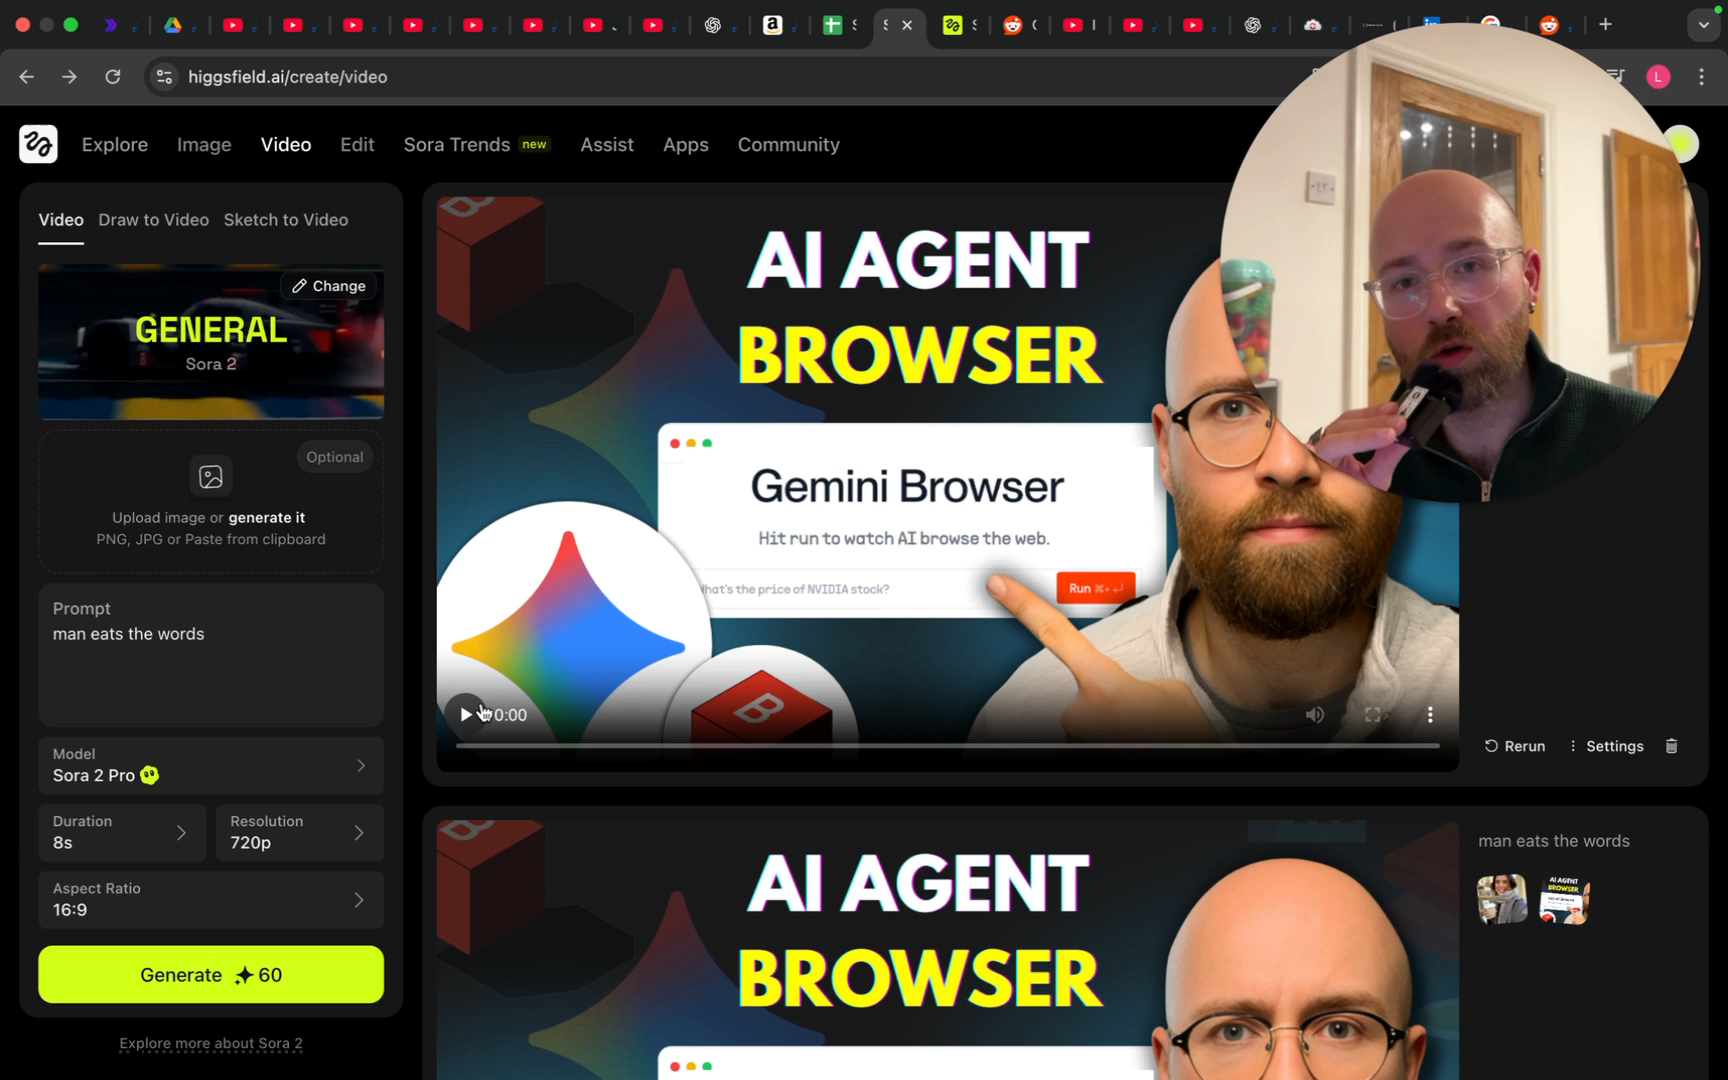 higgsfield.ai/create/video
L
Explore
Image
Video
Edit
Sora Trends new
Assist
Apps
Community
Video
Draw to Video
Sketch to Video
Change
GENERAL
Sora 2
Optional
Upload image or generate it
PNG, JPG or Paste from clipboard
Prompt
man eats the words
Model
Sora 2 Pro
Duration
8s
Resolution
720p
Aspect Ratio
16:9
Generate 60
Explore more about Sora 2
AI AGENT
BROWSER
Gemini Browser
Hit run to watch AI browse the web.
hat's the price of NVIDIA stock?
Run
B
0:00
Rerun
Settings
AI AGENT
BROWSER
man eats the words
AI AGENT
BROWSER